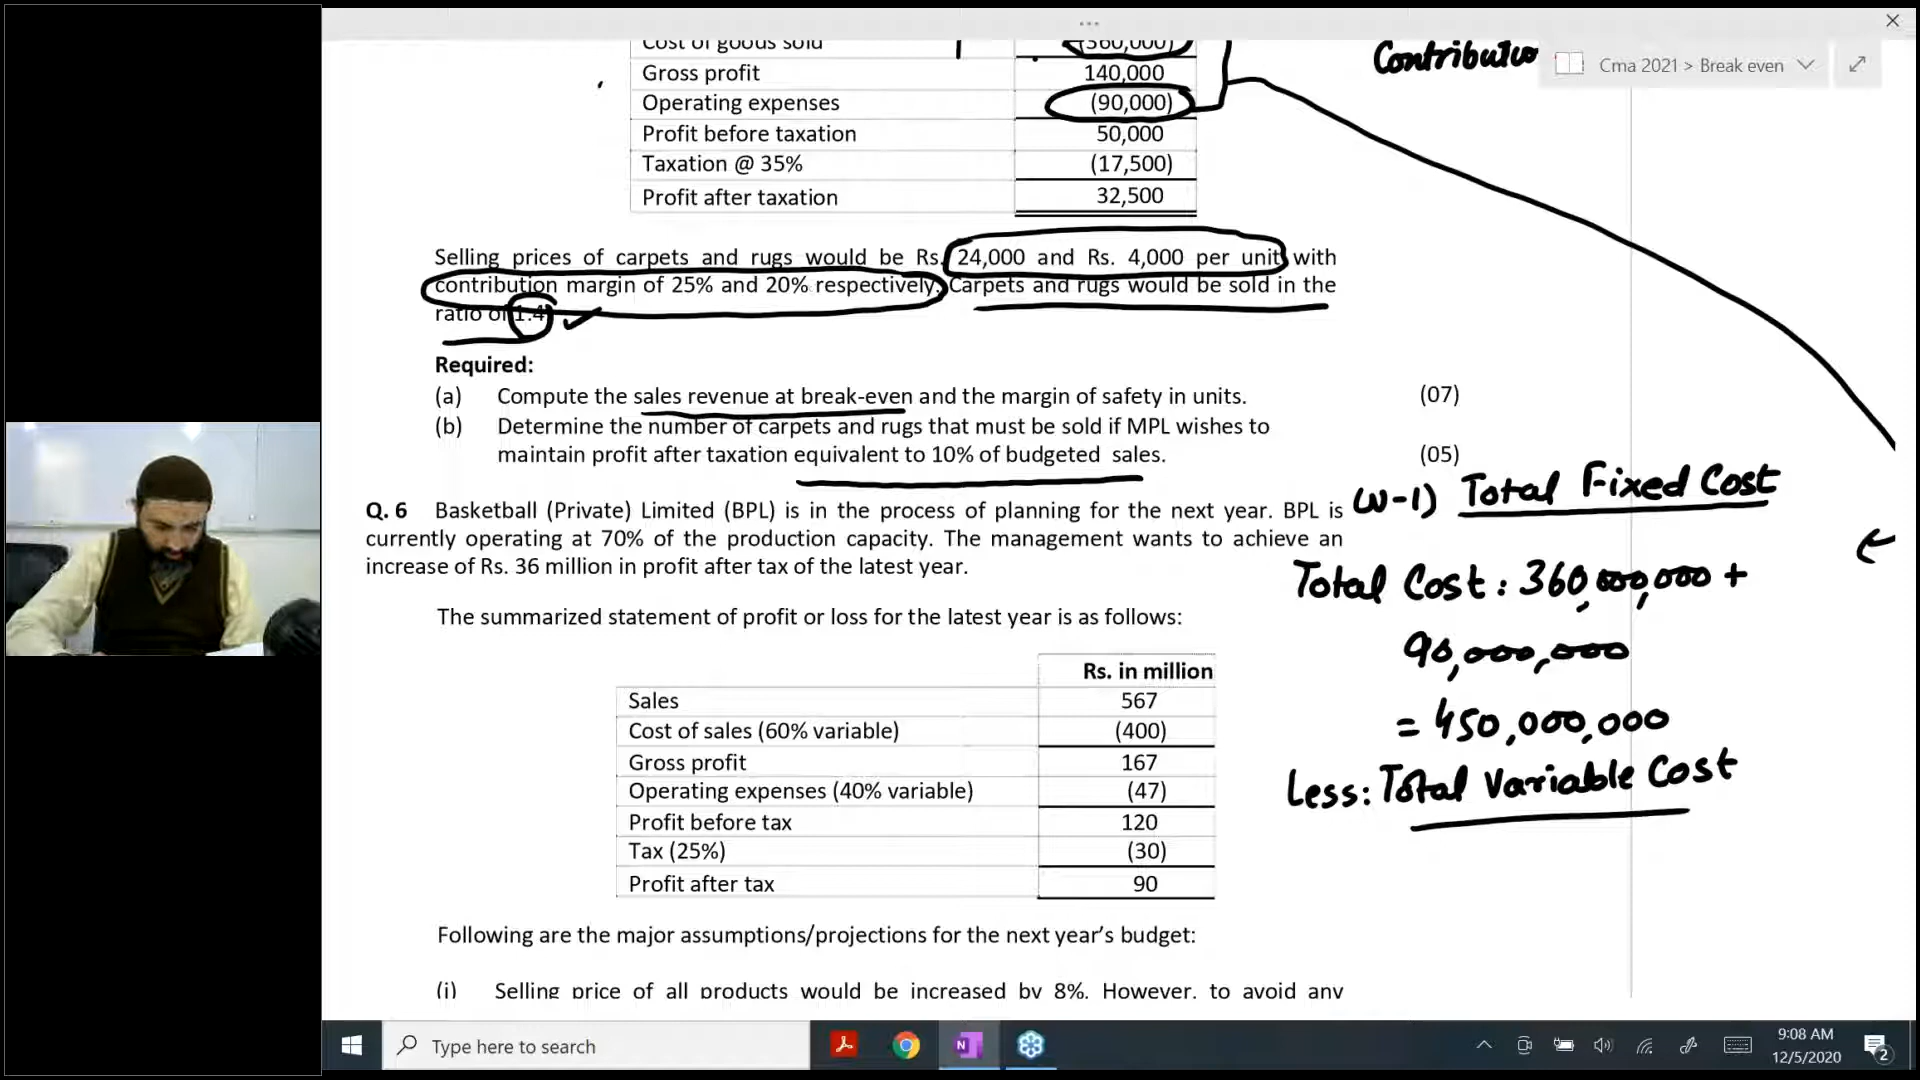 Cost of goods sold (360,000)
Contributio
Cma 2021 > Break even
Gross profit 140,000
Operating expenses (90,000)
Profit before taxation 50,000
Taxation @ 35% (17,500)
Profit after taxation 32,500
Selling prices of carpets and rugs would be Rs. 24,000 and Rs. 4,000 per unit with
contribution margin of 25% and 20% respectively. Carpets and rugs would be sold in the
ratio of 1:4
Required:
(a) Compute the sales revenue at break-even and the margin of safety in units. (07)
(b) Determine the number of carpets and rugs that must be sold if MPL wishes to
maintain profit after taxation equivalent to 10% of budgeted sales. (05)
Q. 6 Basketball (Private) Limited (BPL) is in the process of planning for the next year. BPL is
currently operating at 70% of the production capacity. The management wants to achieve an
increase of Rs. 36 million in profit after tax of the latest year.
The summarized statement of profit or loss for the latest year is as follows:
Rs. in million
Sales 567
Cost of sales (60% variable) (400)
Gross profit 167
Operating expenses (40% variable) (47)
Profit before tax 120
Tax (25%) (30)
Profit after tax 90
Following are the major assumptions/projections for the next year's budget:
(i) Selling price of all products would be increased by 8%. However, to avoid any
W-1) Total Fixed Cost
Total Cost: 360,000,000 +
90,000,000
= 450,000,000
Less: Total Variable Cost
Type here to search
9:08 AM
12/5/2020
2